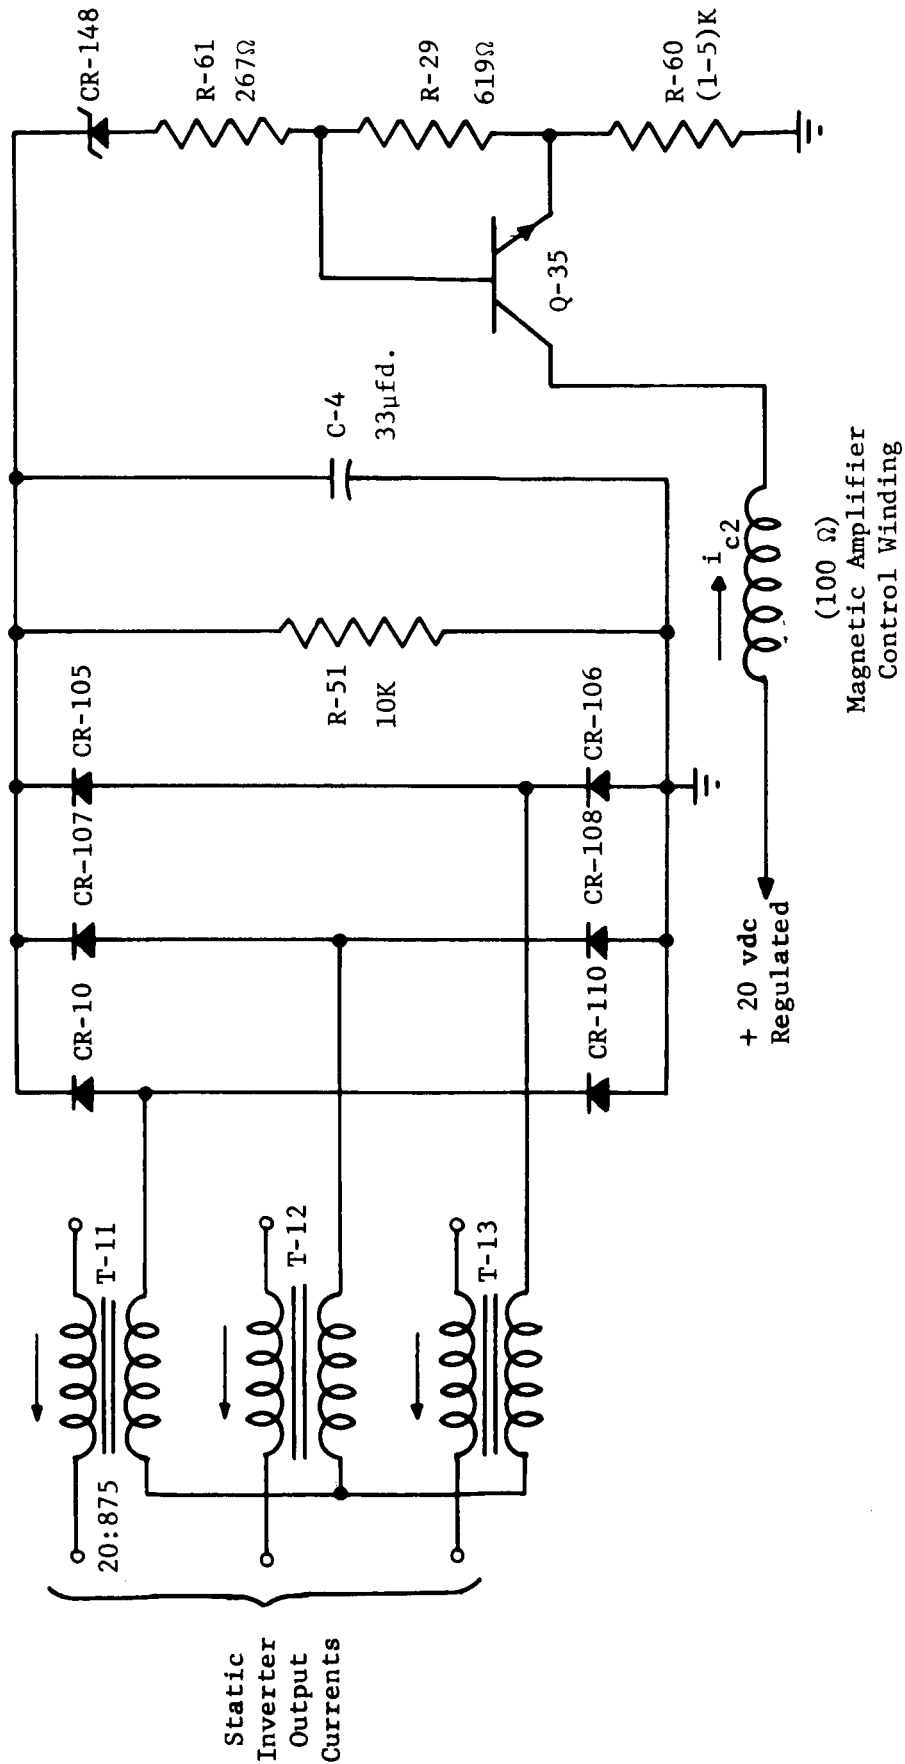 Static
Inverter
Output
Currents
20:875
T-11
T-12
T-13
CR-10
CR-107
CR-105
CR-110
CR-108
CR-106
R-51
10K
C-4
33μfd.
CR-148
R-61
267Ω
R-29
619Ω
R-60
(1-5)K
Q-35
+ 20 vdc
Regulated
i c2
(100 Ω)
Magnetic Amplifier
Control Winding